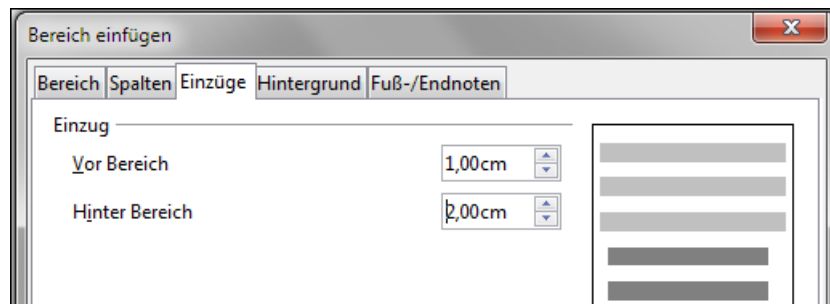 Bereich einfügen
Bereich Spalten Einzüge Hintergrund Fuß-/Endnoten
Einzug
Vor Bereich 1,00cm
Hinter Bereich 2,00cm